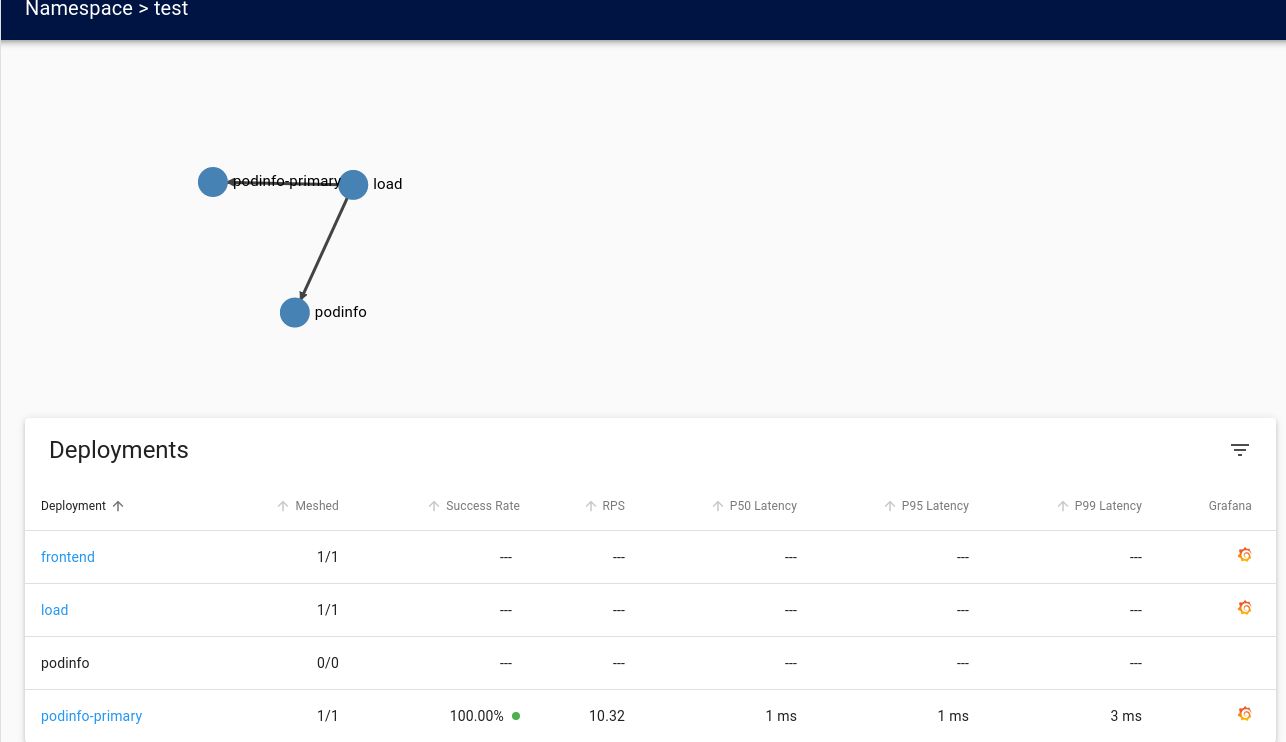 Namespace > test
podinfo-primary load
podinfo
Deployments
Deployment Meshed Success Rate RPS P50 Latency P95 Latency P99 Latency Grafana
frontend 1/1 --- --- --- --- ---
load 1/1 --- --- --- --- ---
podinfo 0/0 --- --- --- --- ---
podinfo-primary 1/1 100.00% 10.32 1 ms 1 ms 3 ms